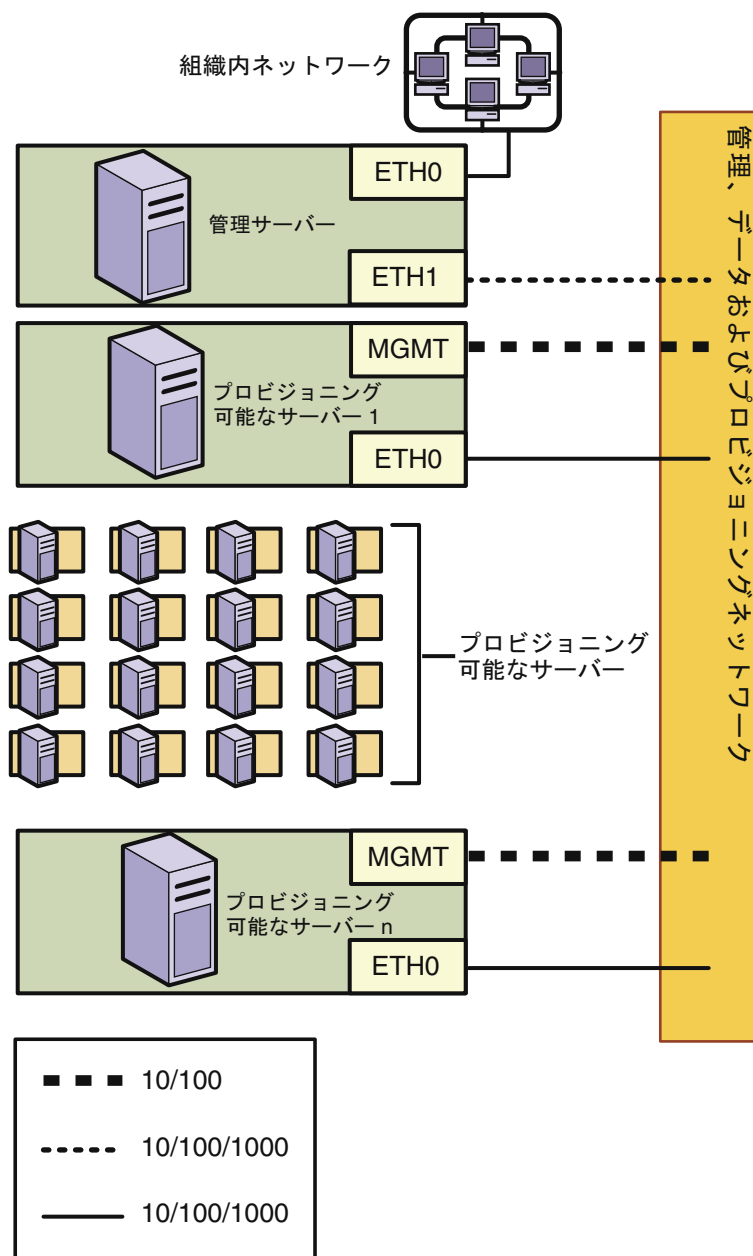 組織内ネットワーク
ETH0
管理サーバー
ETH1
MGMT
プロビジョニング
可能なサーバー 1
ETH0
プロビジョニング
可能なサーバー
MGMT
プロビジョニング
可能なサーバー n
ETH0
管理、データおよびプロビジョニングネットワーク
10/100
10/100/1000
10/100/1000